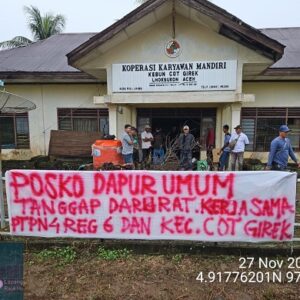 KOPERASI KARYAWAN MANDIRI
KEBUN COT GIREK
LHOKSUKON ACEH
POSKO DAPUR UMUM
TANGGAP DARURAT. KERJA SAMA
PTPN4 REG 6 DAN KEC. COT GIREK
27 Nov 20
4.91776201N 97